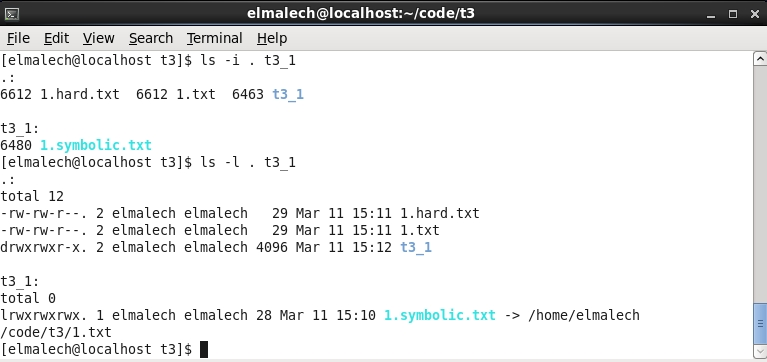 elmalech@localhost:~/code/t3
File Edit View Search Terminal Help
[elmalech@localhost t3]$ ls -i . t3_1
.:
6612 1.hard.txt  6612 1.txt  6463 t3_1

t3_1:
6480 1.symbolic.txt
[elmalech@localhost t3]$ ls -l . t3_1
.:
total 12
-rw-rw-r--. 2 elmalech elmalech   29 Mar 11 15:11 1.hard.txt
-rw-rw-r--. 2 elmalech elmalech   29 Mar 11 15:11 1.txt
drwxrwxr-x. 2 elmalech elmalech 4096 Mar 11 15:12 t3_1

t3_1:
total 0
lrwxrwxrwx. 1 elmalech elmalech 28 Mar 11 15:10 1.symbolic.txt -> /home/elmalech
/code/t3/1.txt
[elmalech@localhost t3]$